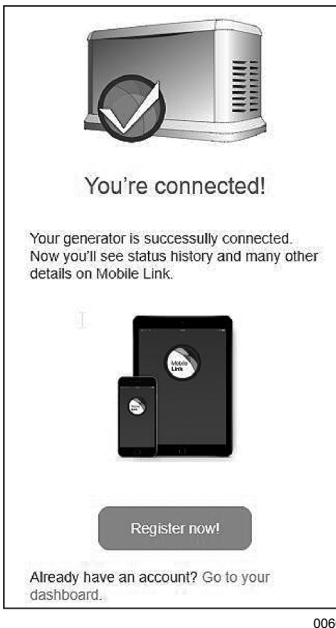 You're connected!
Your generator is successully connected.
Now you'll see status history and many other
details on Mobile Link.
Mobile
Link
Register now!
Already have an account? Go to your
dashboard.
006